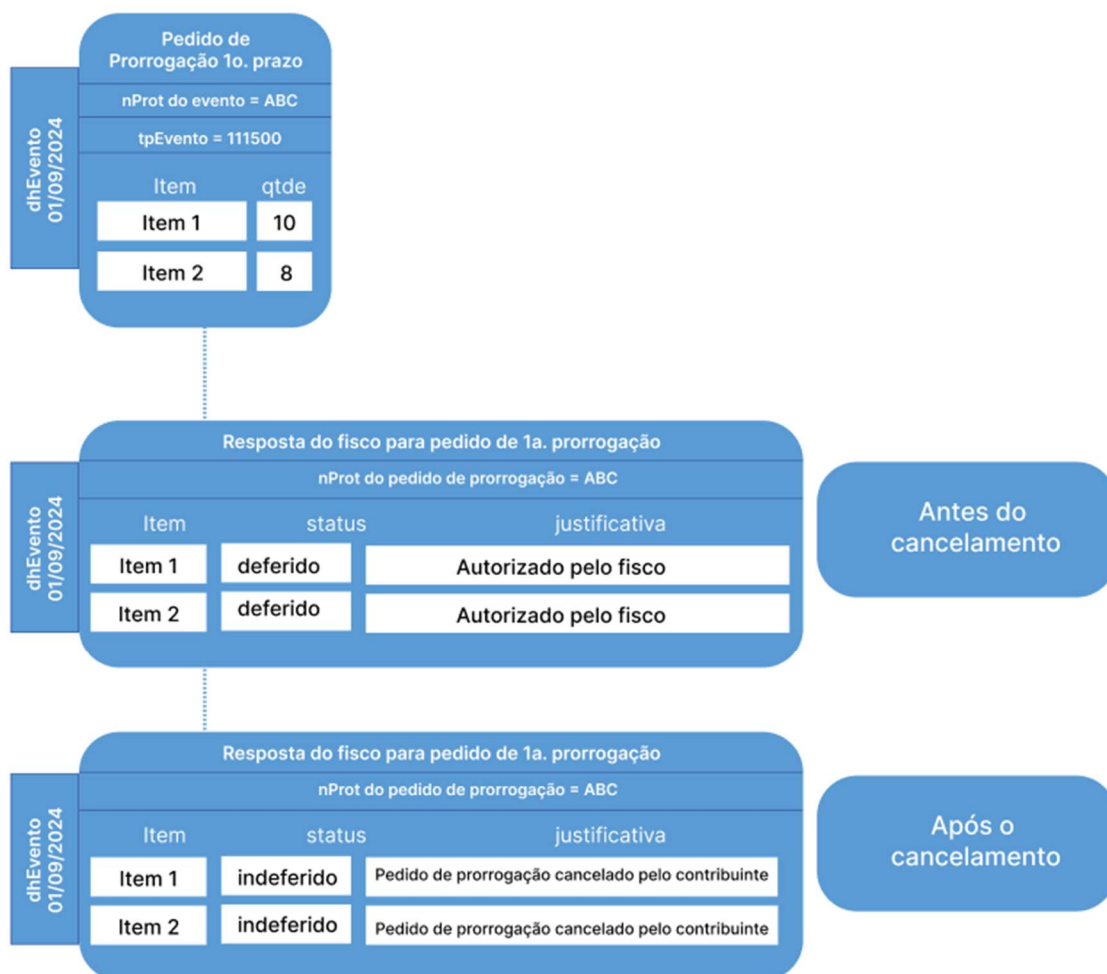 Pedido de
Prorrogação 1o. prazo
nProt do evento = ABC
tpEvento = 111500
dhEvento
01/09/2024
Item qtde
Item 1 10
Item 2 8
Resposta do fisco para pedido de 1a. prorrogação
nProt do pedido de prorrogação = ABC
dhEvento
01/09/2024
Item status justificativa
Item 1 deferido Autorizado pelo fisco
Item 2 deferido Autorizado pelo fisco
Antes do
cancelamento
Resposta do fisco para pedido de 1a. prorrogação
nProt do pedido de prorrogação = ABC
dhEvento
01/09/2024
Item status justificativa
Item 1 indeferido Pedido de prorrogação cancelado pelo contribuinte
Item 2 indeferido Pedido de prorrogação cancelado pelo contribuinte
Após o
cancelamento